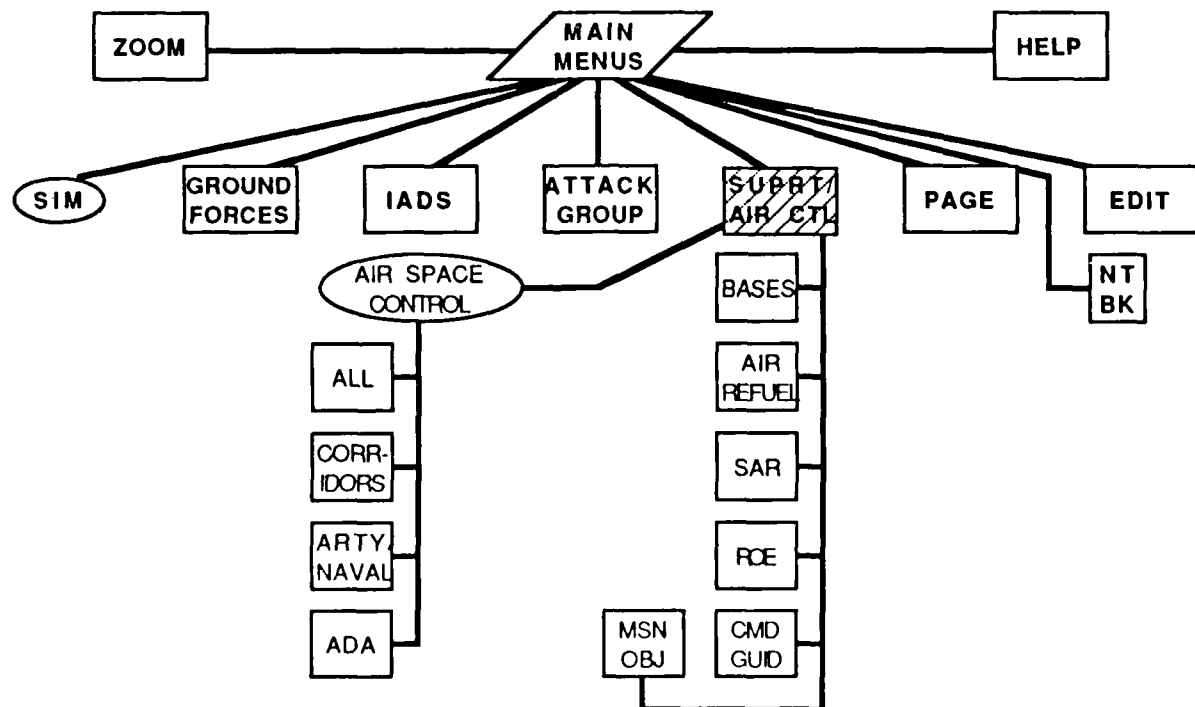 ZOOM
MAIN
MENUS
HELP
SIM
GROUND
FORCES
IADS
ATTACK
GROUP
SUPRT/
AIR CTL
PAGE
EDIT
NT
BK
AIR SPACE
CONTROL
ALL
CORR-
IDORS
ARTY/
NAVAL
ADA
BASES
AIR
REFUEL
SAR
ROE
MSN
OBJ
CMD
GUID